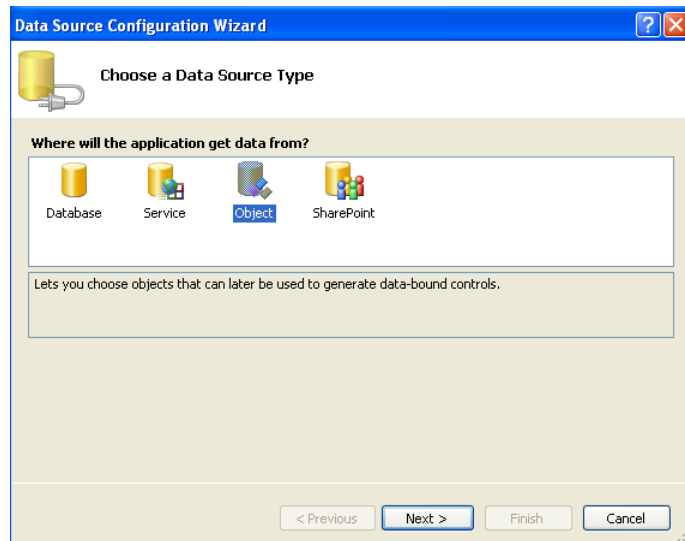 Data Source Configuration Wizard
Choose a Data Source Type
Where will the application get data from?
Database Service Object SharePoint
Lets you choose objects that can later be used to generate data-bound controls.
< Previous Next > Finish Cancel